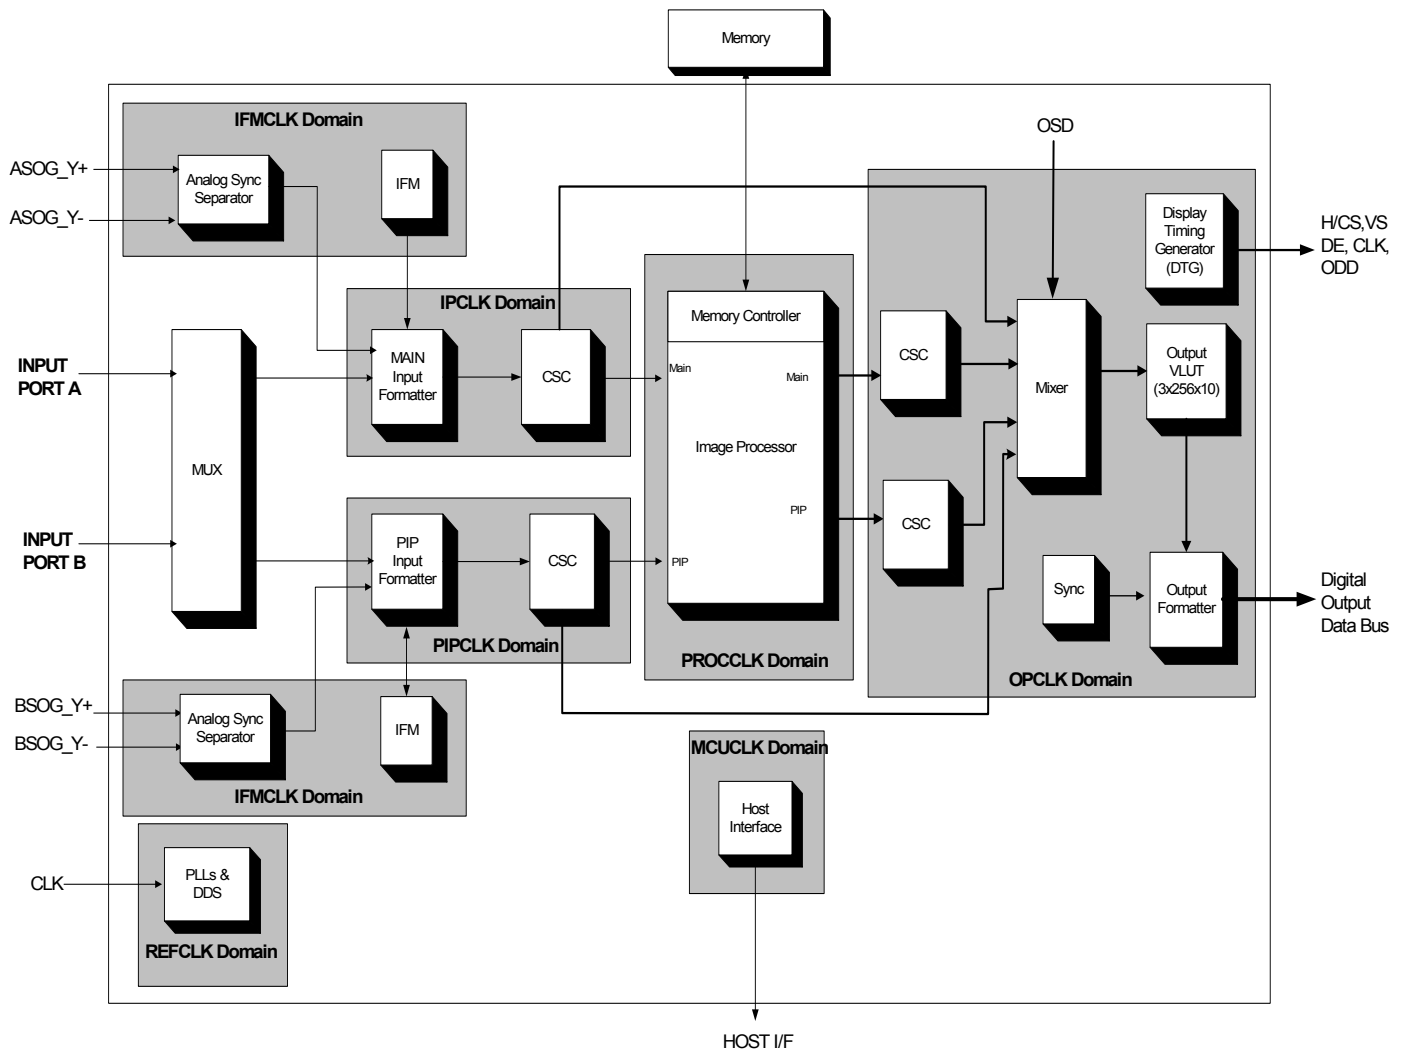 Memory
IFMCLK Domain
OSD
ASOG_Y+
ASOG_Y-
Analog Sync
Separator
IFM
Display
Timing
Generator
(DTG)
H/CS,VS
DE, CLK,
ODD
IPCLK Domain
INPUT
PORT A
MUX
INPUT
PORT B
MAIN
Input
Formatter
CSC
Memory Controller
Main
Main
Image Processor
PIP
PIP
PROCCLK Domain
CSC
CSC
Mixer
Output
VLUT
(3x256x10)
Sync
Output
Formatter
OPCLK Domain
Digital
Output
Data Bus
PIP
Input
Formatter
CSC
PIPCLK Domain
BSOG_Y+
BSOG_Y-
Analog Sync
Separator
IFM
IFMCLK Domain
MCUCLK Domain
Host
Interface
CLK
PLLs &
DDS
REFCLK Domain
HOST I/F